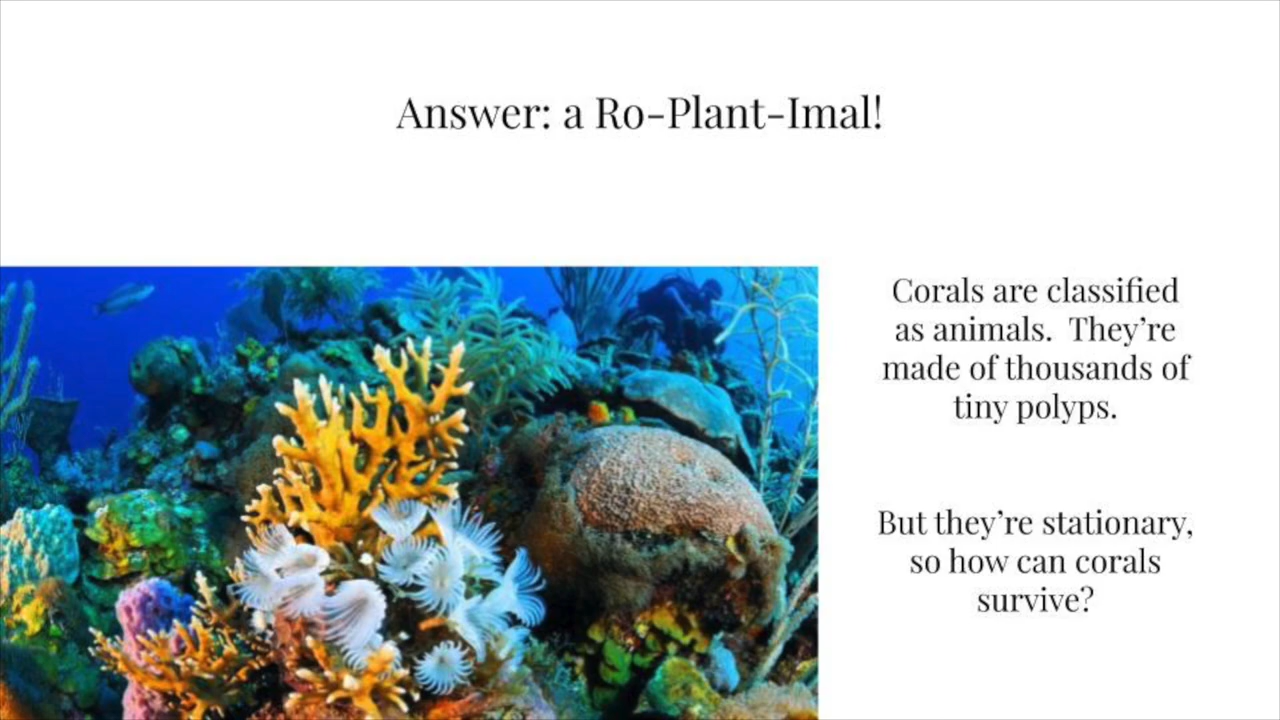 Answer: a Ro-Plant-Imal!
Corals are classified
as animals.  They’re
made of thousands of
tiny polyps.
But they’re stationary,
so how can corals
survive?